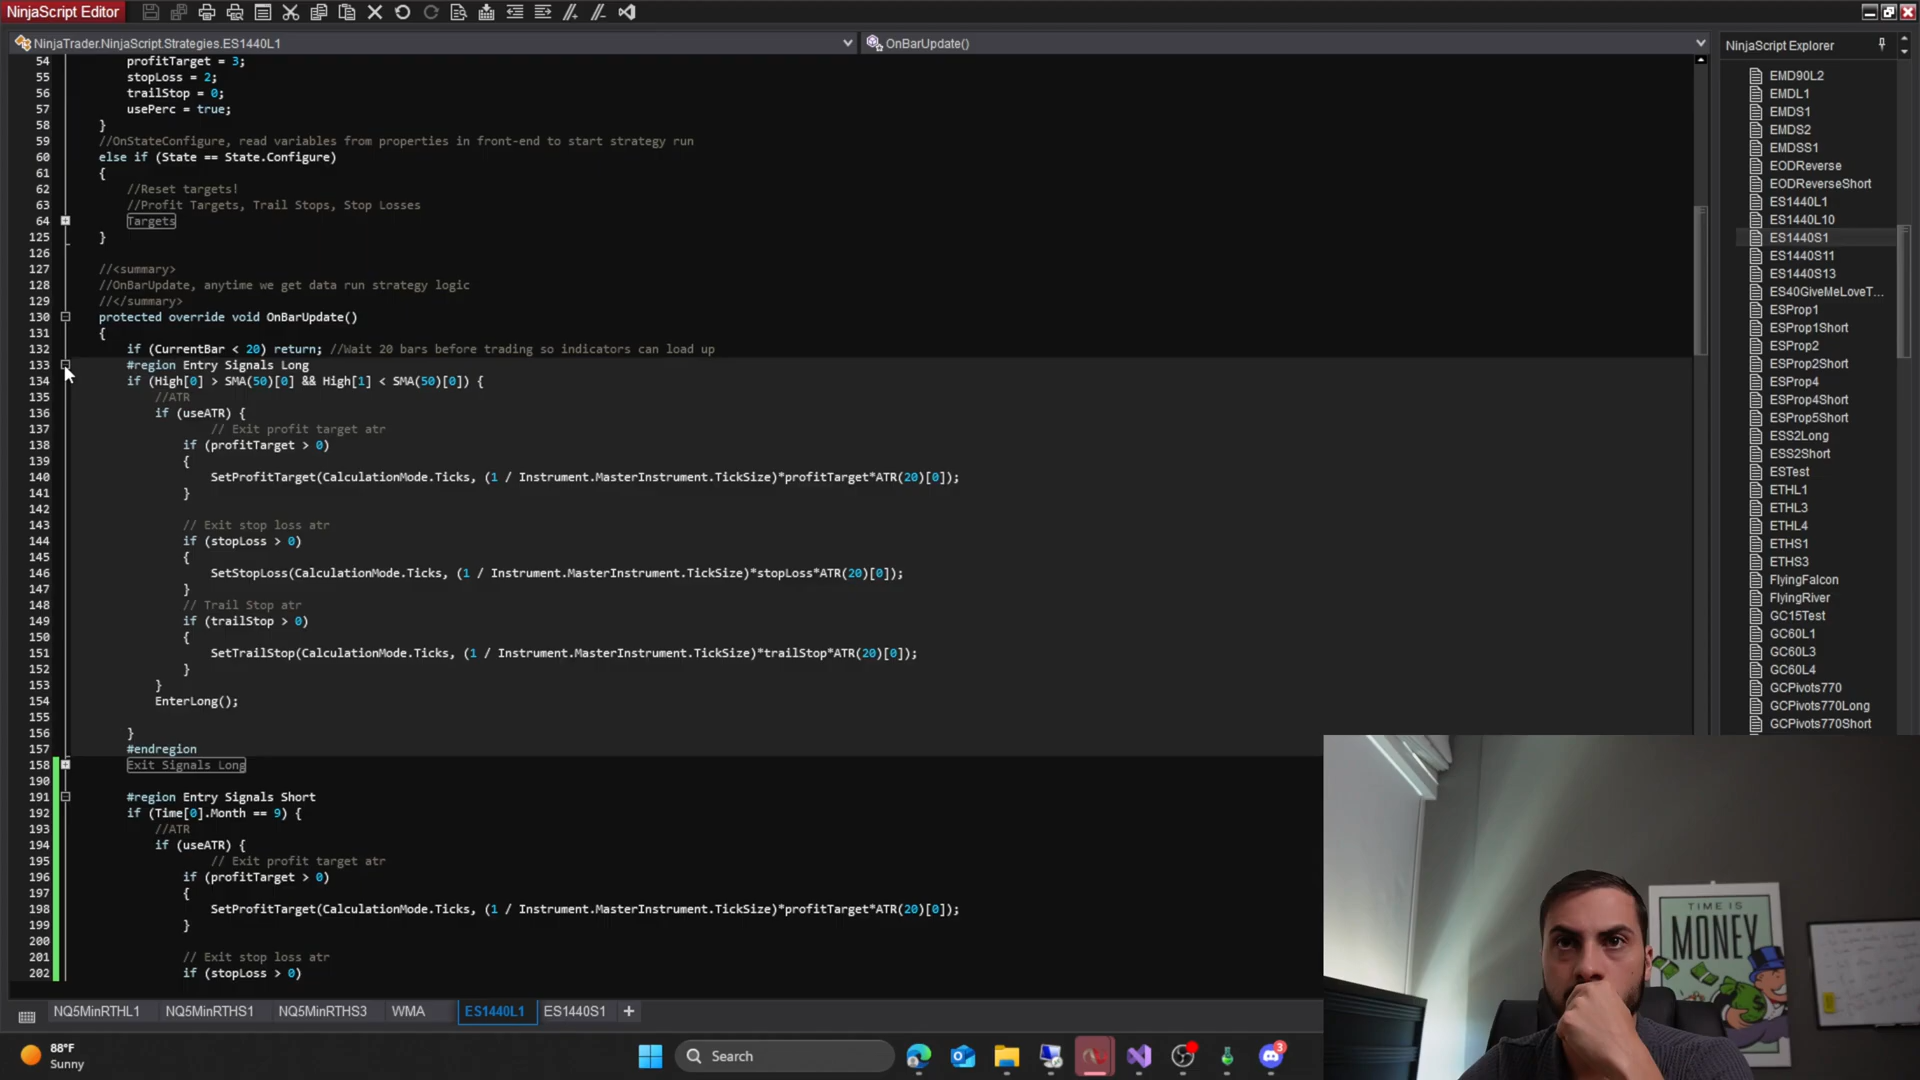 NinjaScript Editor
NinjaTrader.NinjaScript.Strategies.ES1440L1
OnBarUpdate()
54 profitTarget = 3;
55 stopLoss = 2;
56 trailStop = 0;
57 usePerc = true;
58 }
59 //OnStateConfigure, read variables from properties in front-end to start strategy run
60 else if (State == State.Configure)
61 {
62 //Reset targets!
63 //Profit Targets, Trail Stops, Stop Losses
64 Targets
125 }
126
127 //<summary>
128 //OnBarUpdate, anytime we get data run strategy logic
129 //</summary>
130 protected override void OnBarUpdate()
131 {
132 if (CurrentBar < 20) return; //Wait 20 bars before trading so indicators can load up
133 #region Entry Signals Long
134 if (High[0] > SMA(50)[0] && High[1] < SMA(50)[0]) {
135 //ATR
136 if (useATR) {
137 // Exit profit target atr
138 if (profitTarget > 0)
139 {
140 SetProfitTarget(CalculationMode.Ticks, (1 / Instrument.MasterInstrument.TickSize)*profitTarget*ATR(20)[0]);
141 }
142
143 // Exit stop loss atr
144 if (stopLoss > 0)
145 {
146 SetStopLoss(CalculationMode.Ticks, (1 / Instrument.MasterInstrument.TickSize)*stopLoss*ATR(20)[0]);
147 }
148 // Trail Stop atr
149 if (trailStop > 0)
150 {
151 SetTrailStop(CalculationMode.Ticks, (1 / Instrument.MasterInstrument.TickSize)*trailStop*ATR(20)[0]);
152 }
153 }
154 EnterLong();
155
156 }
157 #endregion
158 Exit Signals Long
190
191 #region Entry Signals Short
192 if (Time[0].Month == 9) {
193 //ATR
194 if (useATR) {
195 // Exit profit target atr
196 if (profitTarget > 0)
197 {
198 SetProfitTarget(CalculationMode.Ticks, (1 / Instrument.MasterInstrument.TickSize)*profitTarget*ATR(20)[0]);
199 }
200
201 // Exit stop loss atr
202 if (stopLoss > 0)
NinjaScript Explorer
EMD90L2
EMDL1
EMDS1
EMDS2
EMDSS1
EODReverse
EODReverseShort
ES1440L1
ES1440L10
ES1440S1
ES1440S11
ES1440S13
ES40GiveMeLoveT...
ESProp1
ESProp1Short
ESProp2
ESProp2Short
ESProp4
ESProp4Short
ESProp5Short
ESS2Long
ESS2Short
ESTest
ETHL1
ETHL3
ETHL4
ETHS1
ETHS3
FlyingFalcon
FlyingRiver
GC15Test
GC60L1
GC60L3
GC60L4
GCPivots770
GCPivots770Long
GCPivots770Short
TIME IS
MONEY
NQ5MinRTHL1
NQ5MinRTHS1
NQ5MinRTHS3
WMA
ES1440L1
ES1440S1
+
88°F
Sunny
Search
3